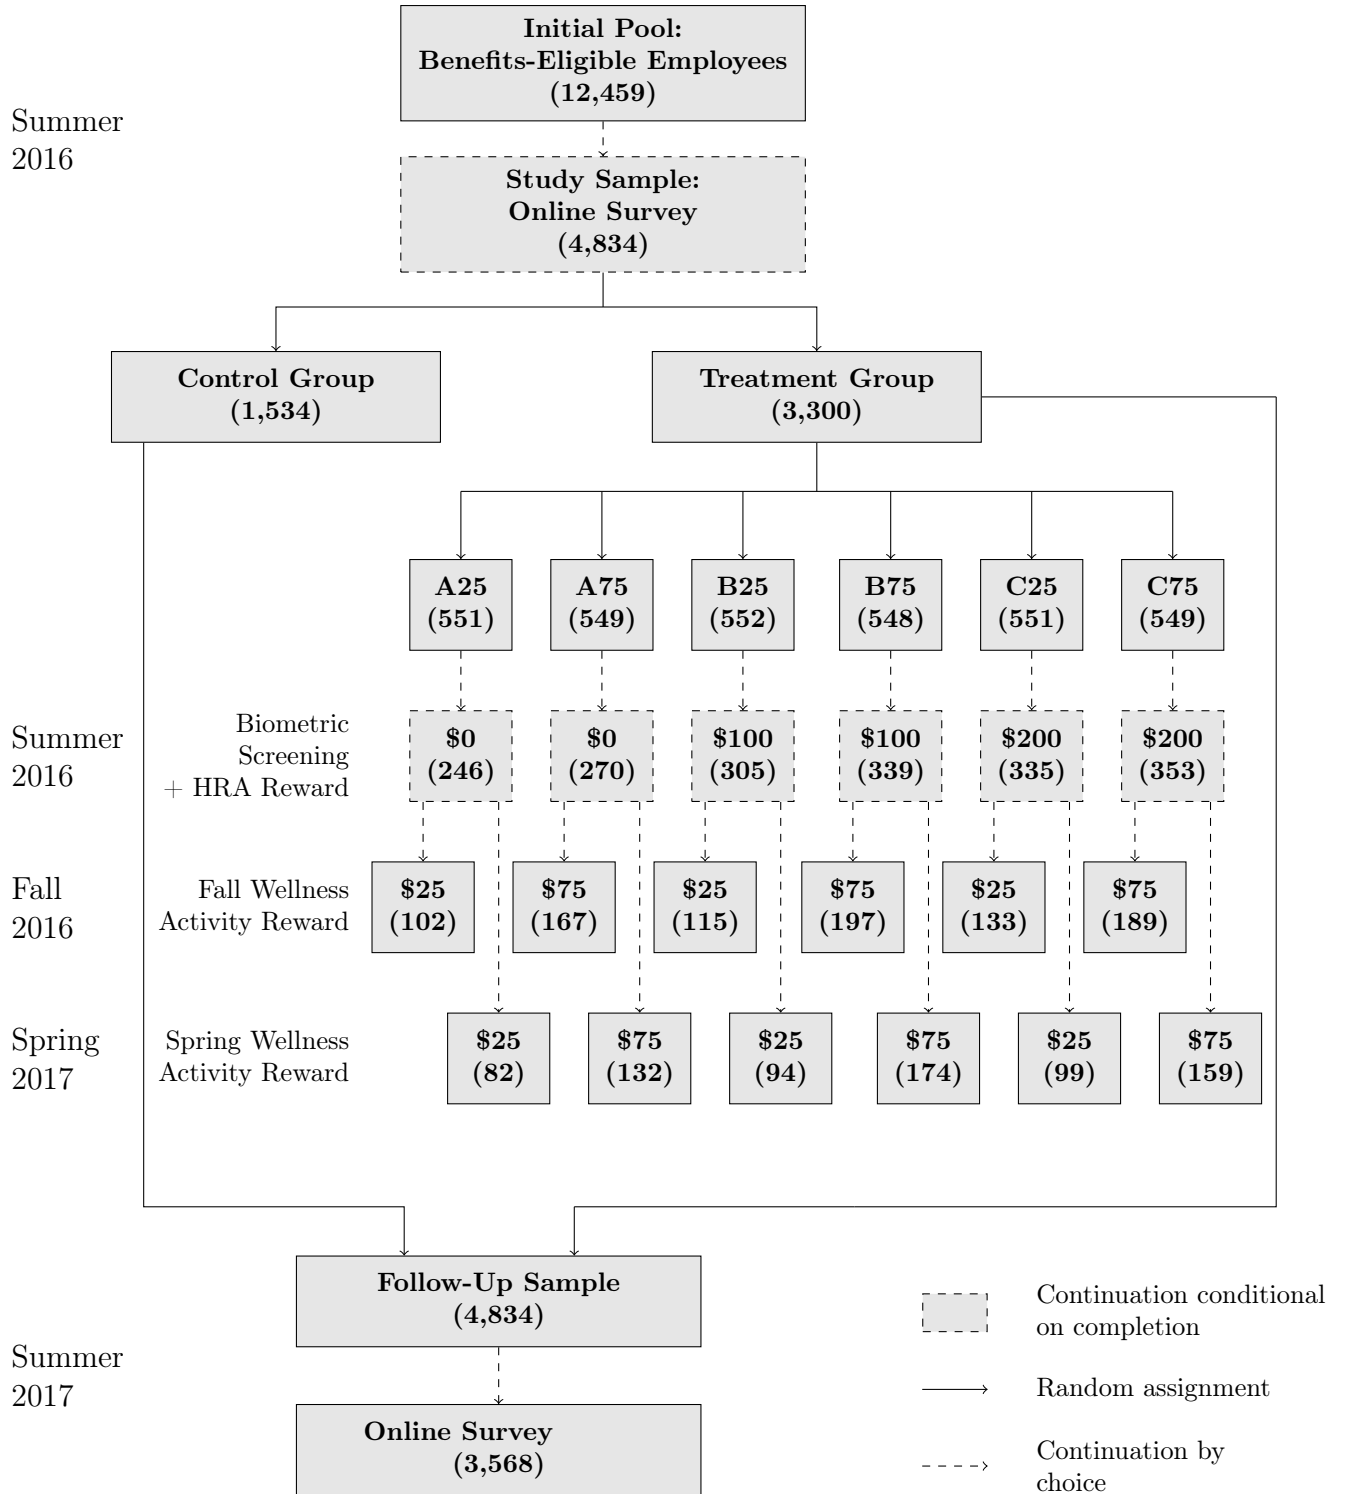 Initial Pool:
Benefits-Eligible Employees
(12,459)
Summer
2016
Study Sample:
Online Survey
(4,834)
Control Group
(1,534)
Treatment Group
(3,300)
A25
(551)
A75
(549)
B25
(552)
B75
(548)
C25
(551)
C75
(549)
Summer
2016
Biometric
Screening
+ HRA Reward
$0
(246)
$0
(270)
$100
(305)
$100
(339)
$200
(335)
$200
(353)
Fall
2016
Fall Wellness
Activity Reward
$25
(102)
$75
(167)
$25
(115)
$75
(197)
$25
(133)
$75
(189)
Spring
2017
Spring Wellness
Activity Reward
$25
(82)
$75
(132)
$25
(94)
$75
(174)
$25
(99)
$75
(159)
Follow-Up Sample
(4,834)
Summer
2017
Online Survey
(3,568)
Continuation conditional
on completion
Random assignment
Continuation by
choice